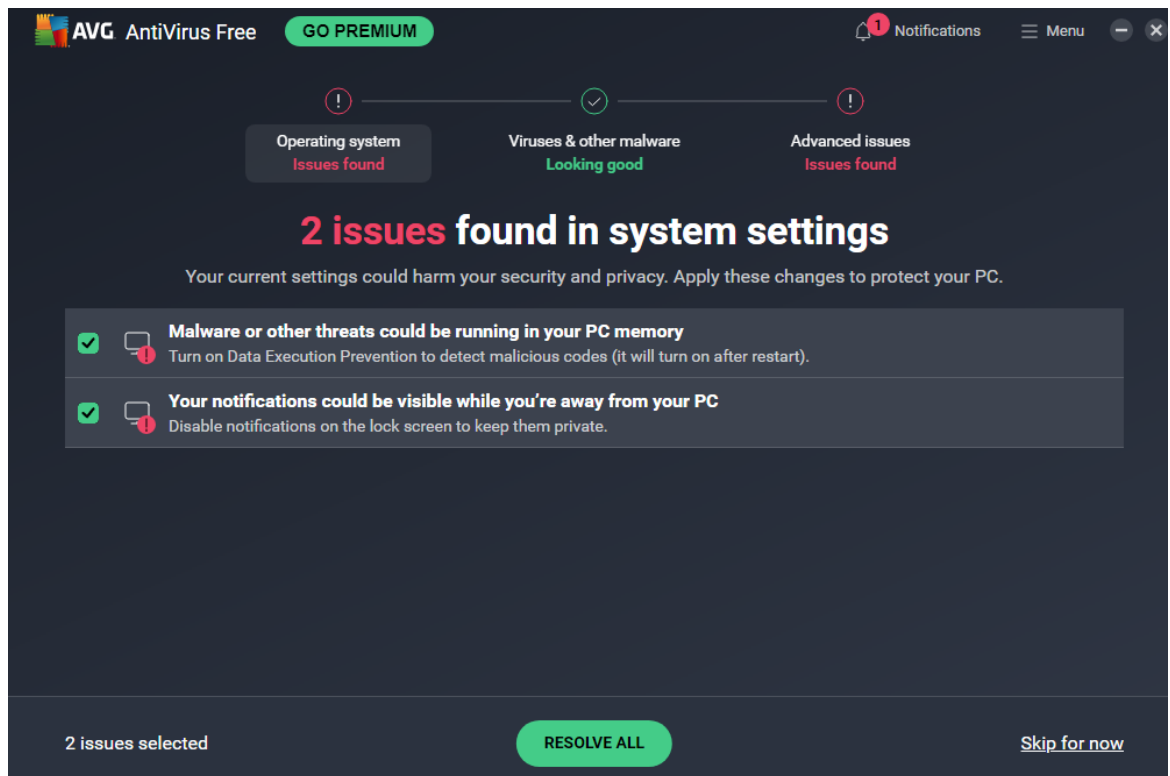 AVG AntiVirus Free GO PREMIUM 1 Notifications Menu
Operating system Viruses & other malware Advanced issues
Issues found Looking good Issues found
2 issues found in system settings
Your current settings could harm your security and privacy. Apply these changes to protect your PC.
Malware or other threats could be running in your PC memory
Turn on Data Execution Prevention to detect malicious codes (it will turn on after restart).
Your notifications could be visible while you’re away from your PC
Disable notifications on the lock screen to keep them private.
2 issues selected RESOLVE ALL Skip for now